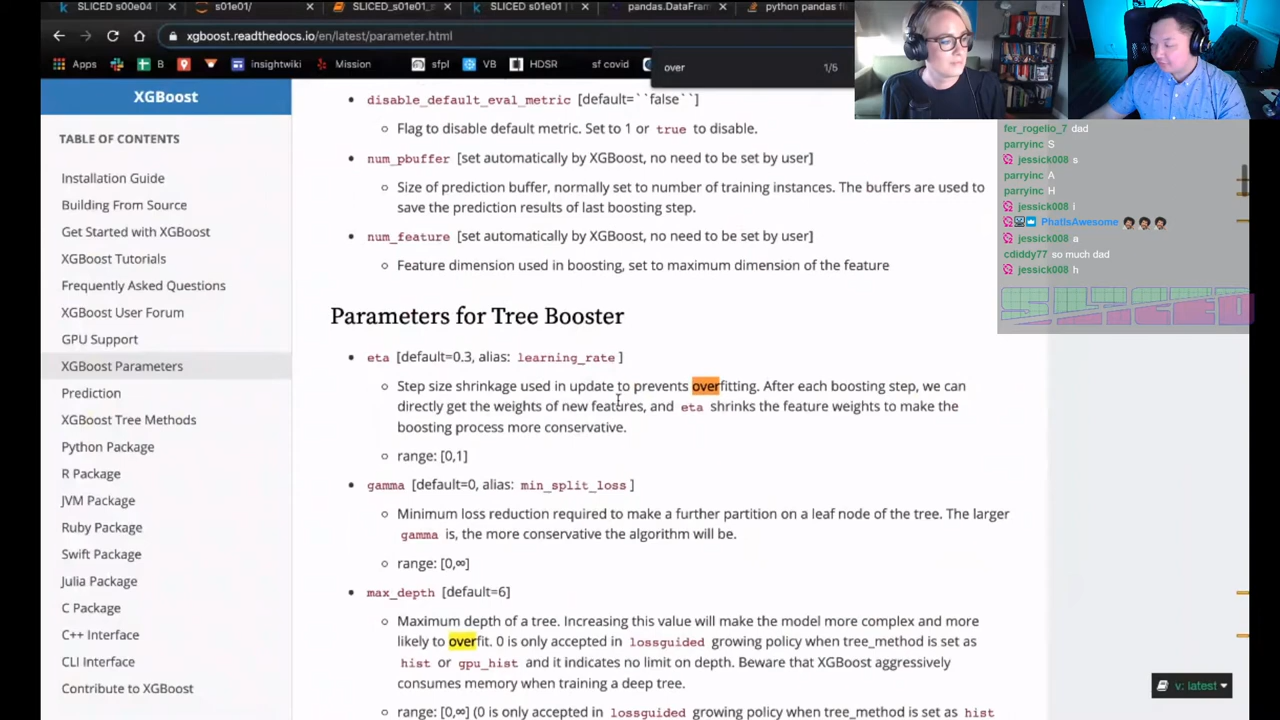 SLICED s00e04
s01e01/
SLICED_s01e01_
SLICED s01e01
pandas.DataFra
python pandas fi
xgboost.readthedocs.io/en/latest/parameter.html
Apps
B
insightwiki
Mission
sfpl
VB
HDSR
sf covid
over
1/5
XGBoost
TABLE OF CONTENTS
Installation Guide
Building From Source
Get Started with XGBoost
XGBoost Tutorials
Frequently Asked Questions
XGBoost User Forum
GPU Support
XGBoost Parameters
Prediction
XGBoost Tree Methods
Python Package
R Package
JVM Package
Ruby Package
Swift Package
Julia Package
C Package
C++ Interface
CLI Interface
Contribute to XGBoost
disable_default_eval_metric [default=``false``]
Flag to disable default metric. Set to 1 or true to disable.
num_pbuffer [set automatically by XGBoost, no need to be set by user]
Size of prediction buffer, normally set to number of training instances. The buffers are used to
save the prediction results of last boosting step.
num_feature [set automatically by XGBoost, no need to be set by user]
Feature dimension used in boosting, set to maximum dimension of the feature
Parameters for Tree Booster
eta [default=0.3, alias: learning_rate ]
Step size shrinkage used in update to prevents overfitting. After each boosting step, we can
directly get the weights of new features, and eta shrinks the feature weights to make the
boosting process more conservative.
range: [0,1]
gamma [default=0, alias: min_split_loss ]
Minimum loss reduction required to make a further partition on a leaf node of the tree. The larger
gamma is, the more conservative the algorithm will be.
range: [0,∞]
max_depth [default=6]
Maximum depth of a tree. Increasing this value will make the model more complex and more
likely to overfit. 0 is only accepted in lossguided growing policy when tree_method is set as
hist or gpu_hist and it indicates no limit on depth. Beware that XGBoost aggressively
consumes memory when training a deep tree.
range: [0,∞] (0 is only accepted in lossguided growing policy when tree_method is set as hist
fer_rogelio_7 dad
parryinc S
jessick008 s
parryinc A
parryinc H
jessick008 i
PhatIsAwesome
jessick008 a
cdiddy77 so much dad
jessick008 h
SLICED
v: latest